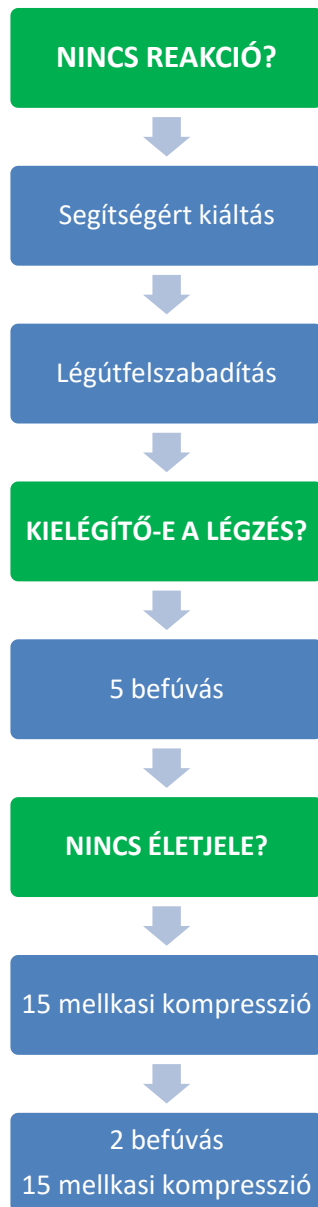 NINCS REAKCIÓ?
Segítségért kiáltás
Légútfelszabadítás
KIELÉGÍTŐ-E A LÉGZÉS?
5 befúvás
NINCS ÉLETJELE?
15 mellkasi kompresszió
2 befúvás
15 mellkasi kompresszió